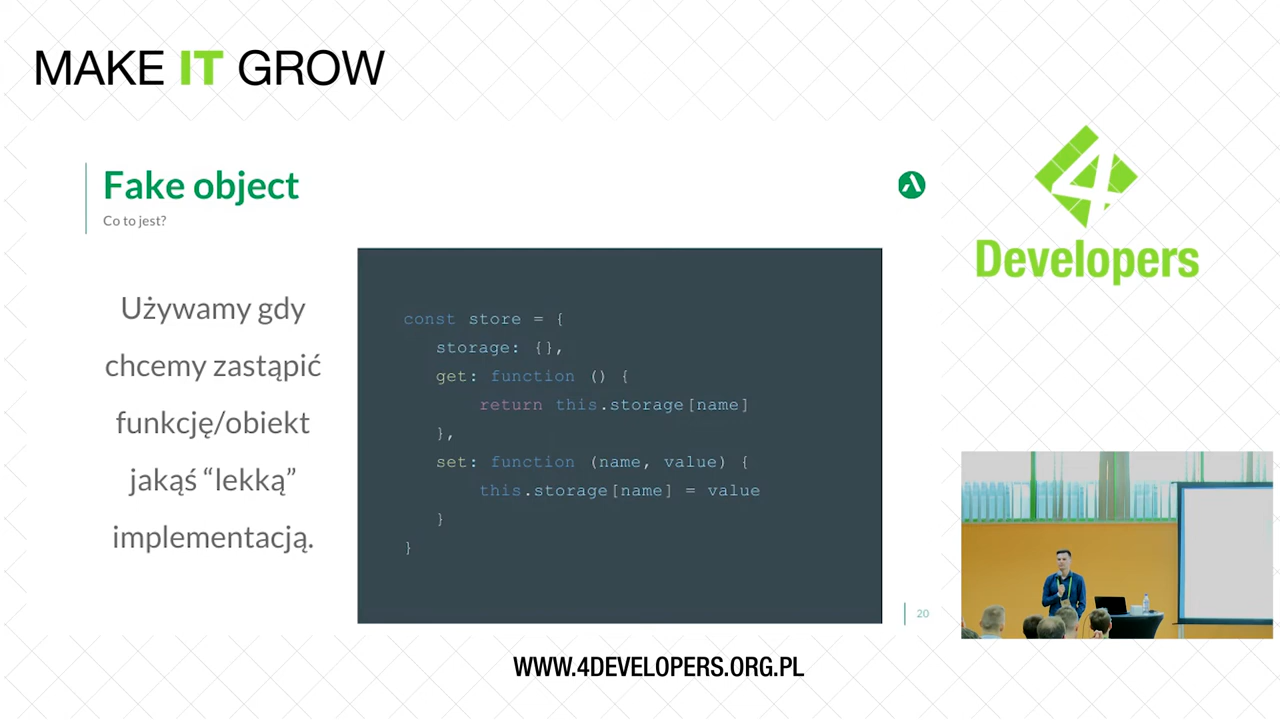 MAKE IT GROW
Fake object
Co to jest?
Używamy gdy
chcemy zastąpić
funkcję/obiekt
jakąś “lekką”
implementacją.
const store = {
storage: {},
get: function () {
return this.storage[name]
},
set: function (name, value) {
this.storage[name] = value
}
}
20
4
Developers
WWW.4DEVELOPERS.ORG.PL